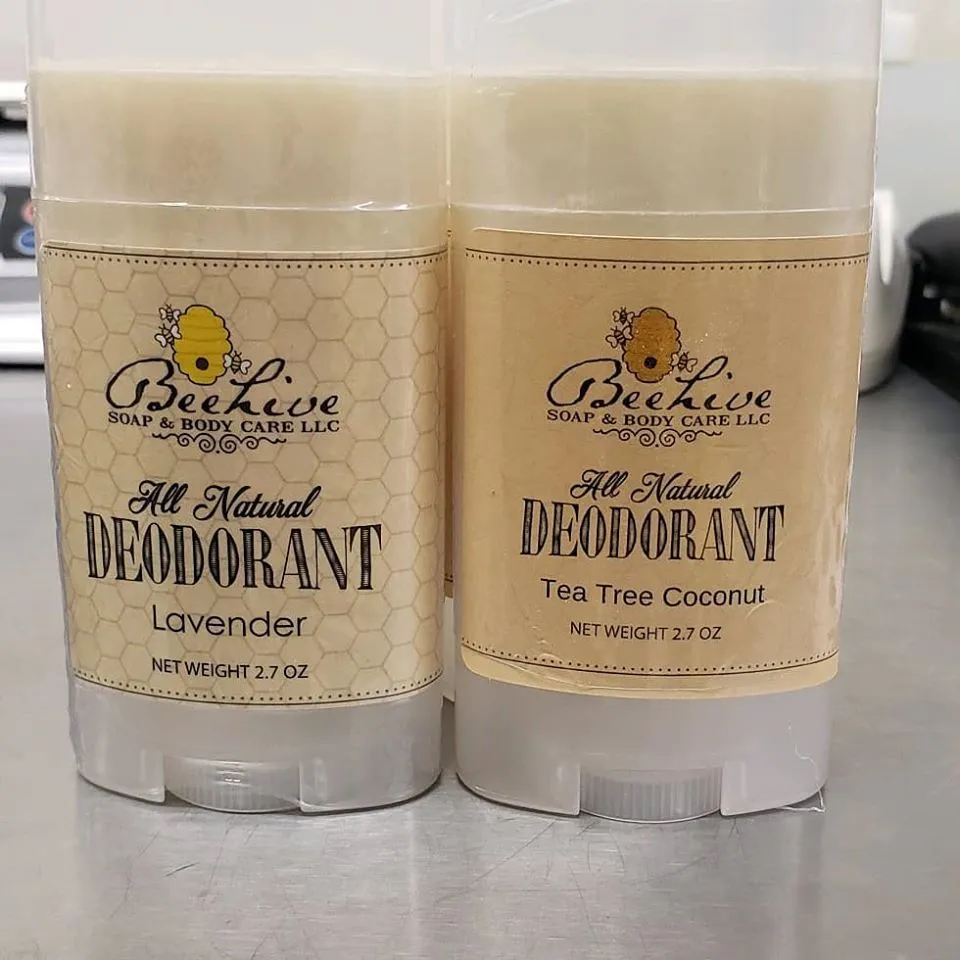 Beehive
SOAP & BODY CARE LLC
All Natural
DEODORANT
Lavender
NET WEIGHT 2.7 OZ
Beehive
SOAP & BODY CARE LLC
All Natural
DEODORANT
Tea Tree Coconut
NET WEIGHT 2.7 OZ